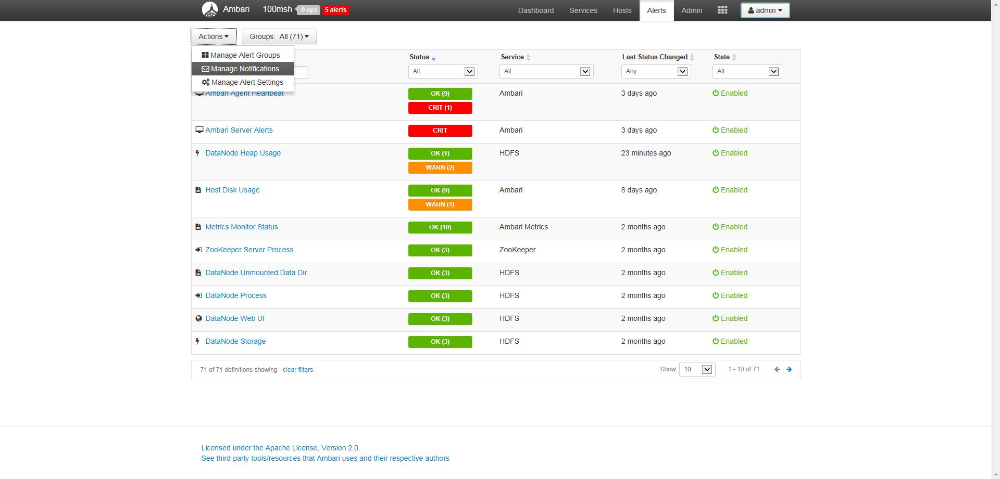 Ambari 100msh 0 ops 5 alerts Dashboard Services Hosts Alerts Admin admin
Actions Groups: All (71)
Manage Alert Groups
Manage Notifications
Manage Alert Settings
Status Service Last Status Changed State
All All Any All
Ambari Agent Heartbeat OK (9) Ambari 3 days ago Enabled
CRIT (1)
Ambari Server Alerts CRIT Ambari 3 days ago Enabled
DataNode Heap Usage OK (1) HDFS 23 minutes ago Enabled
WARN (2)
Host Disk Usage OK (9) Ambari 8 days ago Enabled
WARN (1)
Metrics Monitor Status OK (10) Ambari Metrics 2 months ago Enabled
ZooKeeper Server Process OK (3) ZooKeeper 2 months ago Enabled
DataNode Unmounted Data Dir OK (3) HDFS 2 months ago Enabled
DataNode Process OK (3) HDFS 2 months ago Enabled
DataNode Web UI OK (3) HDFS 2 months ago Enabled
DataNode Storage OK (3) HDFS 2 months ago Enabled
71 of 71 definitions showing - clear filters Show: 10 1 - 10 of 71
Licensed under the Apache License, Version 2.0.
See third-party tools/resources that Ambari uses and their respective authors